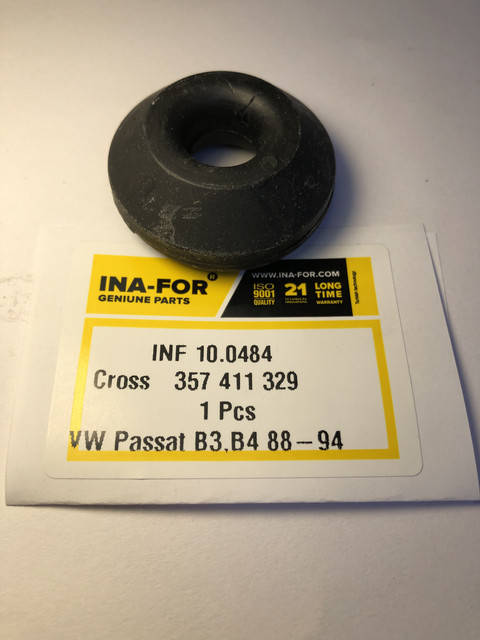 INA-FOR®
GENIUNE PARTS
WWW.INA-FOR.COM
ISO
9001
QUALITY
21
LONG
TIME
WARRANTY
INF 10.0484
Cross 357 411 329
1 Pcs
VW Passat B3,B4 88-94